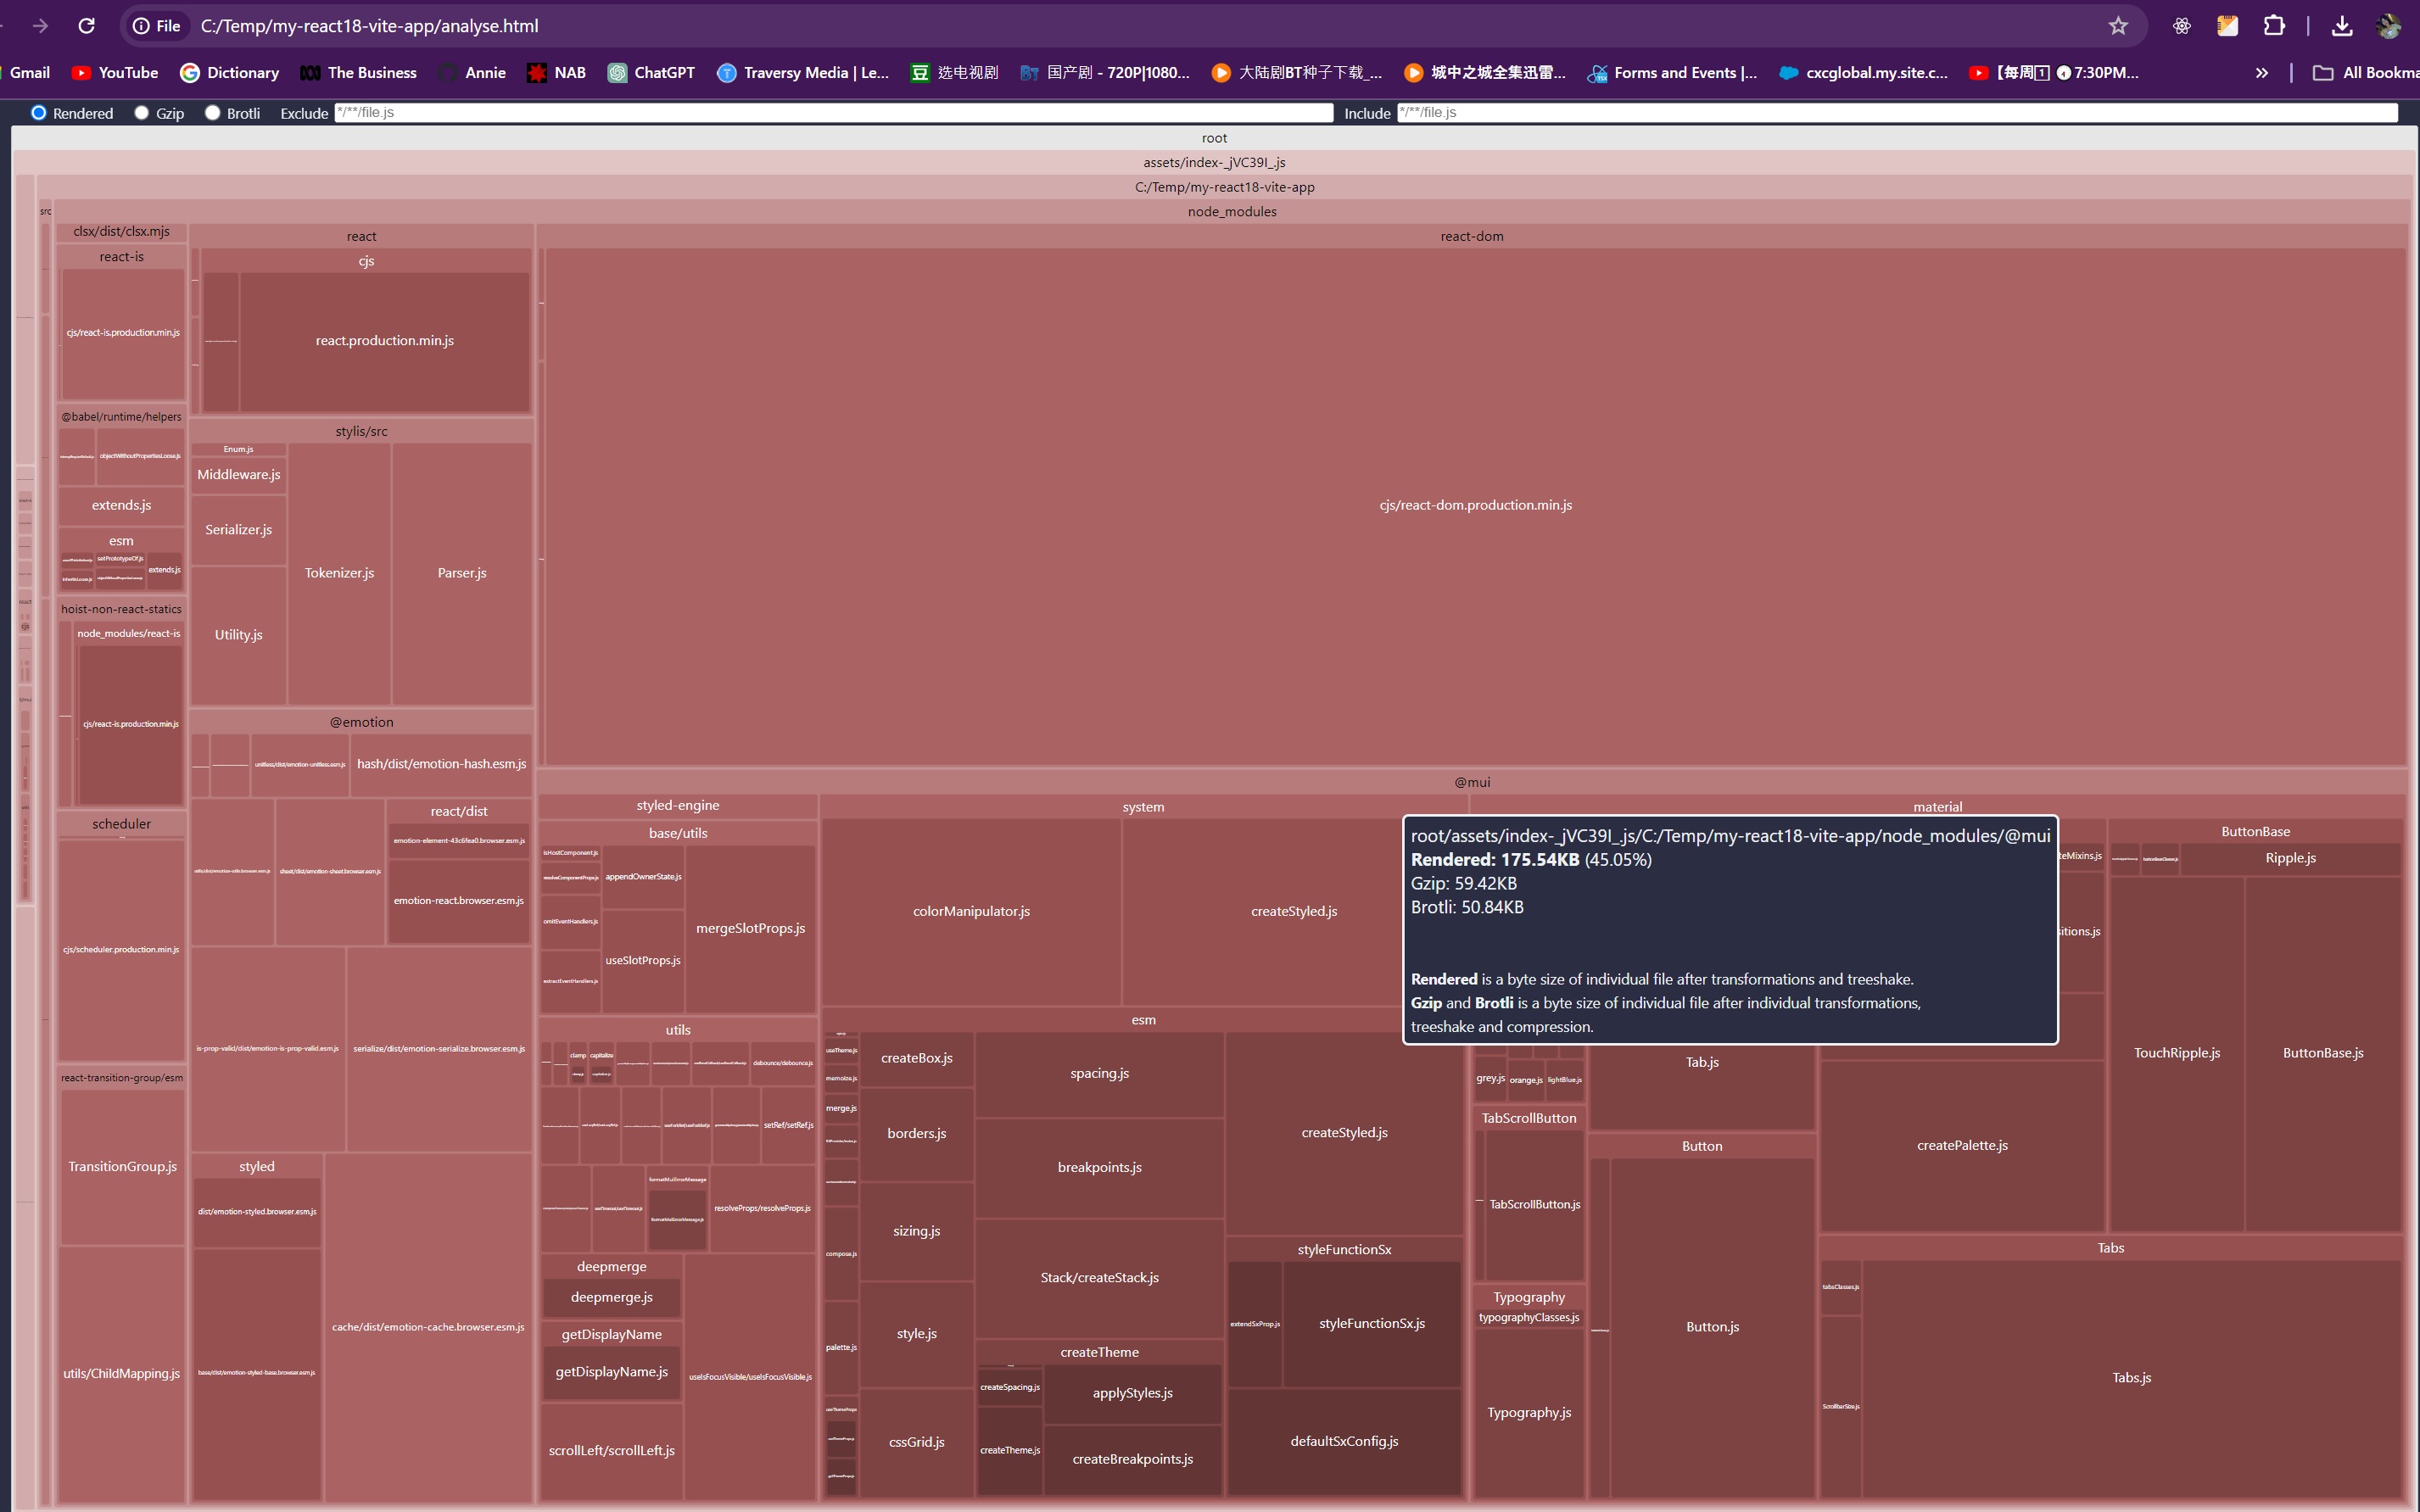 File C:/Temp/my-react18-vite-app/analyse.html
Gmail YouTube Dictionary The Business Annie NAB ChatGPT Traversy Media | Le... 选电视剧 国产剧 - 720P|1080... 大陆剧BT种子下载_... 城中之城全集迅雷... Forms and Events |... cxcglobal.my.site.c... 【每周 7:30PM... » All Bookma
Rendered Gzip Brotli Exclude */**/file.js Include */**/file.js
root
assets/index-_jVC39I_.js
C:/Temp/my-react18-vite-app
node_modules
src
clsx/dist/clsx.mjs
react-is
cjs/react-is.production.min.js
@babel/runtime/helpers
objectWithoutPropertiesLoose.js
extends.js
esm
setPrototypeOf.js
extends.js
hoist-non-react-statics
node_modules/react-is
cjs/react-is.production.min.js
scheduler
cjs/scheduler.production.min.js
react-transition-group/esm
TransitionGroup.js
utils/ChildMapping.js
react
cjs
react.production.min.js
stylis/src
Enum.js
Middleware.js
Serializer.js
Utility.js
Tokenizer.js
Parser.js
@emotion
unitless/dist/emotion-unitless.esm.js
hash/dist/emotion-hash.esm.js
utils/dist/emotion-utils.browser.esm.js
sheet/dist/emotion-sheet.browser.esm.js
react/dist
emotion-element-43c6fea0.browser.esm.js
emotion-react.browser.esm.js
is-prop-valid/dist/emotion-is-prop-valid.esm.js
serialize/dist/emotion-serialize.browser.esm.js
styled
dist/emotion-styled.browser.esm.js
base/dist/emotion-styled-base.browser.esm.js
cache/dist/emotion-cache.browser.esm.js
react-dom
cjs/react-dom.production.min.js
@mui
styled-engine
base/utils
isHostComponent.js
resolveComponentProps.js
omitEventHandlers.js
extractEventHandlers.js
appendOwnerState.js
useSlotProps.js
mergeSlotProps.js
utils
clamp
clamp.js
capitalize
capitalize.js
debounce/debounce.js
setRef/setRef.js
formatMuiErrorMessage
formatMuiErrorMessage.js
resolveProps/resolveProps.js
deepmerge
deepmerge.js
getDisplayName
getDisplayName.js
scrollLeft/scrollLeft.js
useIsFocusVisible/useIsFocusVisible.js
system
colorManipulator.js
createStyled.js
esm
useTheme.js
memoize.js
merge.js
compose.js
palette.js
useThemeProps
createBox.js
borders.js
sizing.js
style.js
cssGrid.js
spacing.js
breakpoints.js
Stack/createStack.js
createTheme
createSpacing.js
createTheme.js
applyStyles.js
createBreakpoints.js
createStyled.js
styleFunctionSx
extendSxProp.js
styleFunctionSx.js
defaultSxConfig.js
material
root/assets/index-_jVC39I_.js/C:/Temp/my-react18-vite-app/node_modules/@mui
Rendered: 175.54KB (45.05%)
Gzip: 59.42KB
Brotli: 50.84KB
Rendered is a byte size of individual file after transformations and treeshake.
Gzip and Brotli is a byte size of individual file after individual transformations,
treeshake and compression.
teMixins.js
sitions.js
ButtonBase
Ripple.js
TouchRipple.js
ButtonBase.js
grey.js
orange.js
lightBlue.js
TabScrollButton
TabScrollButton.js
Typography
typographyClasses.js
Typography.js
Tab.js
Button
Button.js
createPalette.js
Tabs
tabsClasses.js
ScrollbarSize.js
Tabs.js